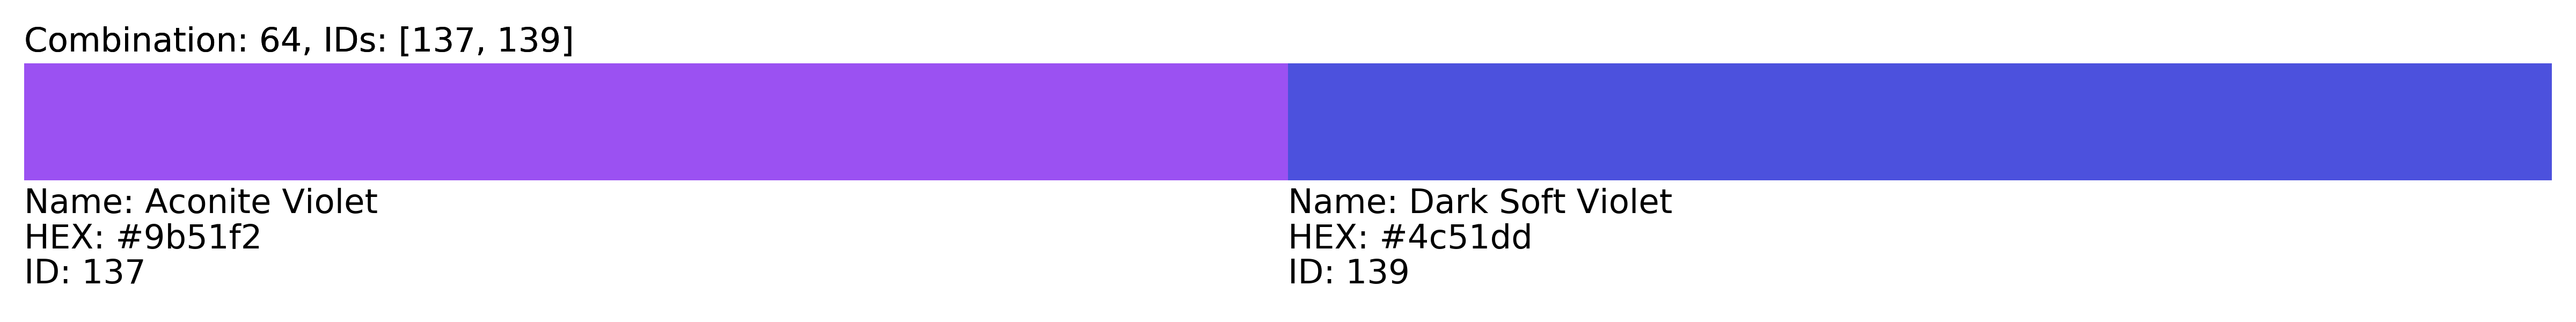 Combination: 64, IDs: [137, 139]
Name: Aconite Violet
HEX: #9b51f2
ID: 137
Name: Dark Soft Violet
HEX: #4c51dd
ID: 139